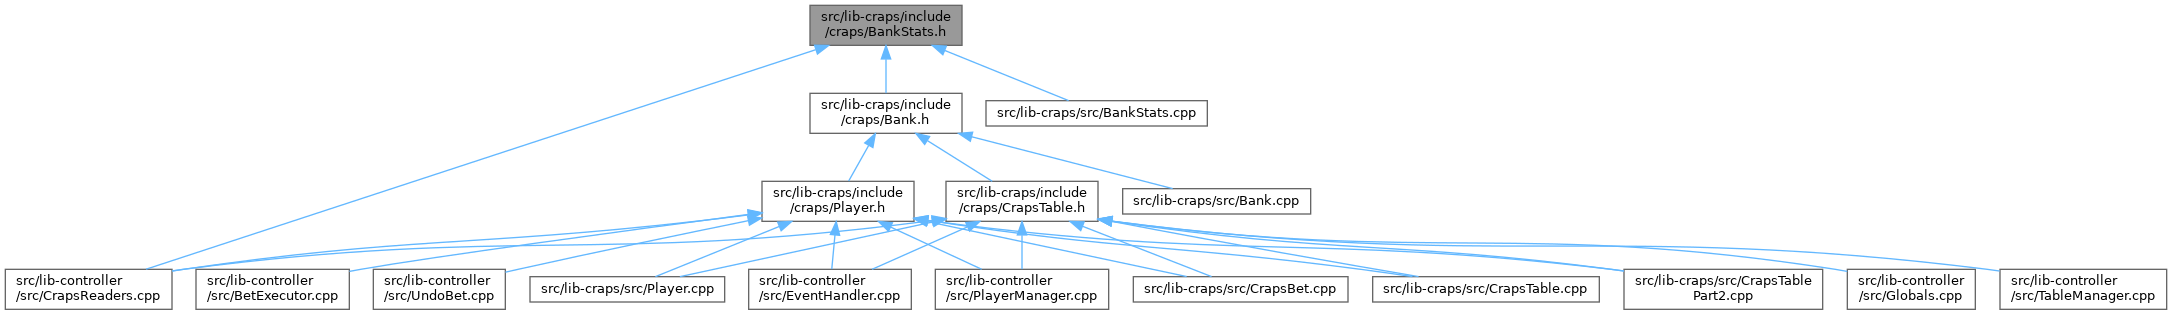 src/lib-craps/include
/craps/BankStats.h
src/lib-craps/include
/craps/Bank.h
src/lib-craps/src/BankStats.cpp
src/lib-craps/include
/craps/Player.h
src/lib-craps/include
/craps/CrapsTable.h
src/lib-craps/src/Bank.cpp
src/lib-controller
/src/CrapsReaders.cpp
src/lib-controller
/src/BetExecutor.cpp
src/lib-controller
/src/UndoBet.cpp
src/lib-craps/src/Player.cpp
src/lib-controller
/src/EventHandler.cpp
src/lib-controller
/src/PlayerManager.cpp
src/lib-craps/src/CrapsBet.cpp
src/lib-craps/src/CrapsTable.cpp
src/lib-craps/src/CrapsTable
Part2.cpp
src/lib-controller
/src/Globals.cpp
src/lib-controller
/src/TableManager.cpp